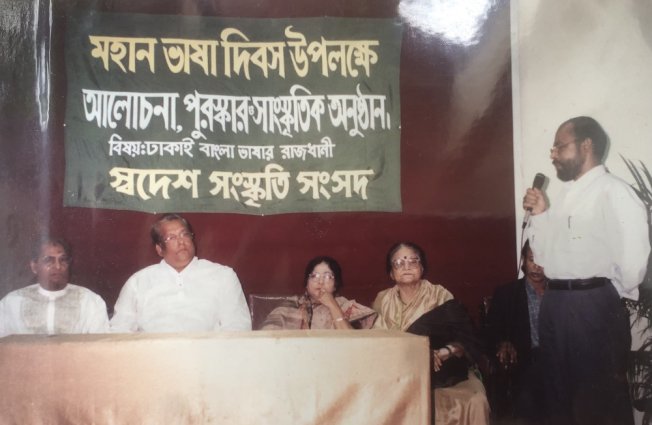 মহান ভাষা দিবস উপলক্ষে
আলোচনা, পুরস্কার-সাংস্কৃতিক অনুষ্ঠান।
বিষয়:ঢাকাই বাংলা ভাষার রাজধানী
স্বদেশ সংস্কৃতি সংসদ